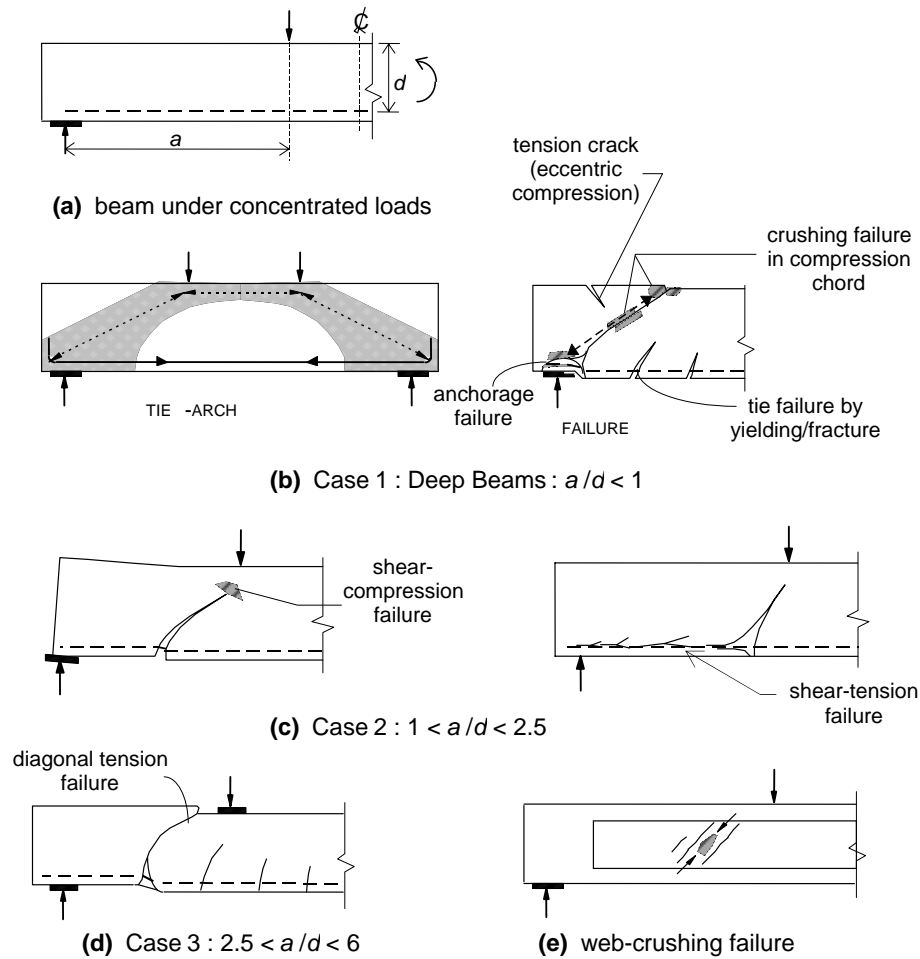 ℄
d
a
(a) beam under concentrated loads
tension crack
(eccentric
compression)
crushing failure
in compression
chord
anchorage
failure
TIE -ARCH
FAILURE
tie failure by
yielding/fracture
(b) Case 1 : Deep Beams : a/d < 1
shear-
compression
failure
shear-tension
failure
(c) Case 2 : 1 < a/d < 2.5
diagonal tension
failure
(d) Case 3 : 2.5 < a/d < 6
(e) web-crushing failure